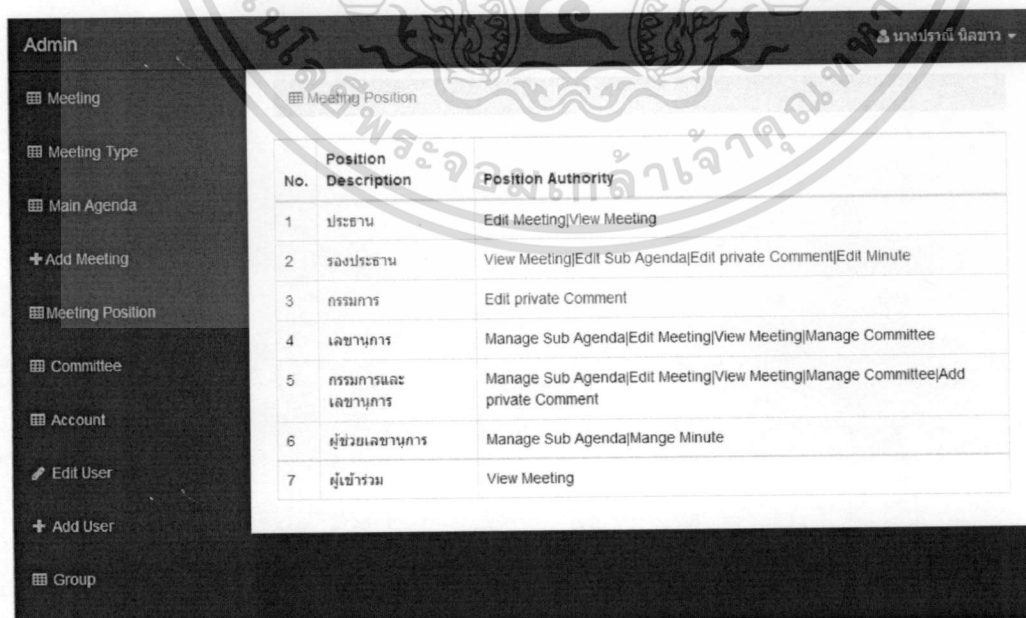 Admin
นางปราณี นิลขาว
Meeting
Meeting Type
Main Agenda
Add Meeting
Meeting Position
Committee
Account
Edit User
Add User
Group
Meeting Position
No. Position Description Position Authority
1 ประธาน Edit Meeting|View Meeting
2 รองประธาน View Meeting|Edit Sub Agenda|Edit private Comment|Edit Minute
3 กรรมการ Edit private Comment
4 เลขานุการ Manage Sub Agenda|Edit Meeting|View Meeting|Manage Committee
5 กรรมการและ
เลขานุการ Manage Sub Agenda|Edit Meeting|View Meeting|Manage Committee|Add
private Comment
6 ผู้ช่วยเลขานุการ Manage Sub Agenda|Mange Minute
7 ผู้เข้าร่วม View Meeting